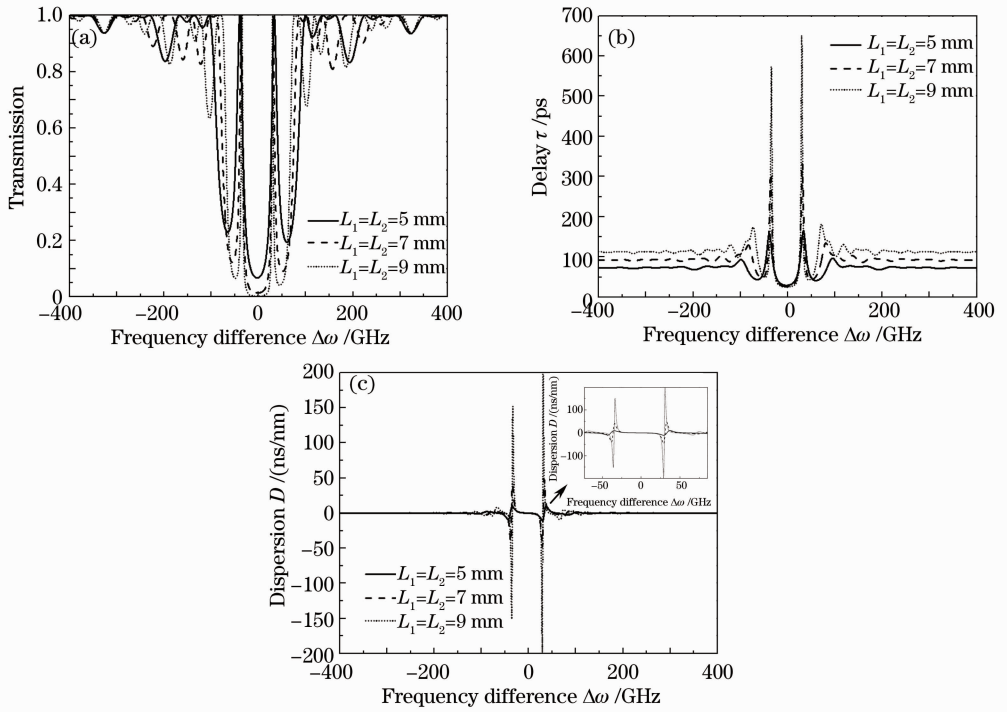 (a)
1.0
0.8
0.6
0.4
0.2
0
Transmission
L₁=L₂=5 mm
L₁=L₂=7 mm
L₁=L₂=9 mm
−400 −200 0 200 400
Frequency difference Δω /GHz
(b)
700
600
500
400
300
200
100
0
Delay τ /ps
L₁=L₂=5 mm
L₁=L₂=7 mm
L₁=L₂=9 mm
−400 −200 0 200 400
Frequency difference Δω /GHz
(c)
200
150
100
50
0
−50
−100
−150
−200
Dispersion D /(ns/nm)
L₁=L₂=5 mm
L₁=L₂=7 mm
L₁=L₂=9 mm
−400 −200 0 200 400
Frequency difference Δω /GHz
100
0
−100
Dispersion D /(ns/nm)
−50 0 50
Frequency difference Δω /GHz